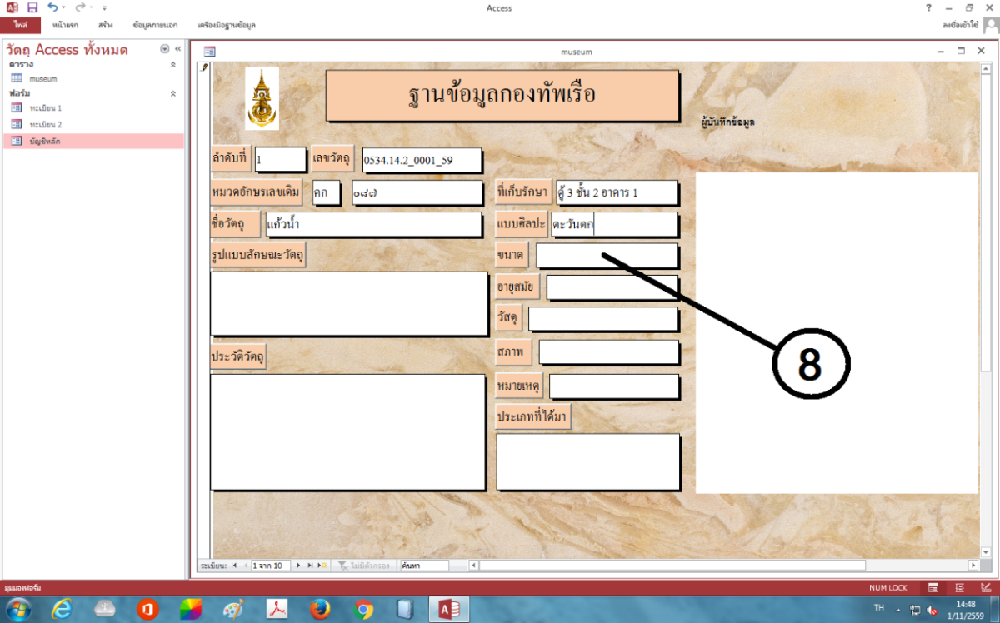 Access
ไฟล์ หน้าแรก สร้าง ข้อมูลภายนอก เครื่องมือฐานข้อมูล
ลงชื่อเข้าใช้
วัตถุ Access ทั้งหมด
ตาราง
museum
ฟอร์ม
ทะเบียน 1
ทะเบียน 2
บัญชีหลัก
museum
ฐานข้อมูลกองทัพเรือ
ผู้บันทึกข้อมูล
ลำดับที่ 1 เลขวัตถุ 0534.14.2_0001_59
หมวดอักษรเลขเดิม คก ๐๘๗ ที่เก็บรักษา ตู้ 3 ชั้น 2 อาคาร 1
ชื่อวัตถุ แก้วน้ำ แบบศิลปะ ตะวันตก
รูปแบบลักษณะวัตถุ ขนาด
อายุสมัย
วัสดุ
ประวัติวัตถุ สภาพ
8
หมายเหตุ
ประเภทที่ได้มา
ระเบียน: 1 จาก 10 ไม่มีตัวกรอง ค้นหา
มุมมองฟอร์ม NUM LOCK
TH 14:48
1/11/2559